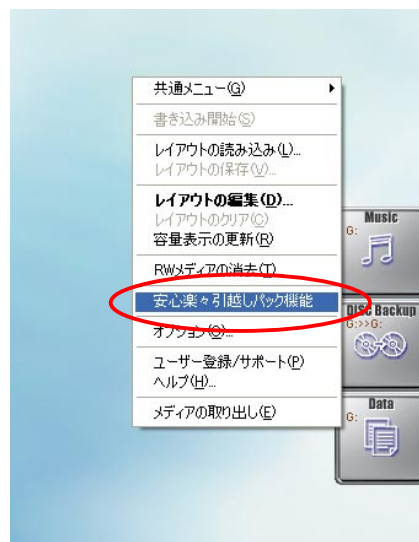 共通メニュー(G)
書き込み開始(S)
レイアウトの読み込み(L)...
レイアウトの保存(V)...
レイアウトの編集(D)...
レイアウトのクリア(C)
容量表示の更新(R)
RWメディアの消去(T)
安心楽々引越しパック機能
オプション(O)...
ユーザー登録/サポート(P)
ヘルプ(H)...
メディアの取り出し(E)
Music
G:
DISC Backup
G:>>G:
Data
G: